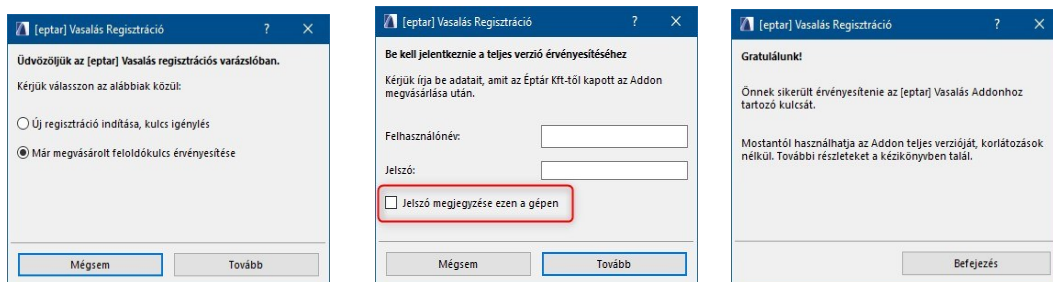 [eptar] Vasalás Regisztráció ? ×
Üdvözöljük az [eptar] Vasalás regisztrációs varázslóban.
Kérjük válasszon az alábbiak közül:
Új regisztráció indítása, kulcs igénylés
Már megvásárolt feloldókulcs érvényesítése
Mégsem
Tovább
[eptar] Vasalás Regisztráció ? ×
Be kell jelentkeznie a teljes verzió érvényesítéséhez
Kérjük írja be adatait, amit az Éptár Kft-től kapott az Addon
megvásárlása után.
Felhasználónév:
Jelszó:
Jelszó megjegyzése ezen a gépen
Mégsem
Tovább
[eptar] Vasalás Regisztráció ? ×
Gratulálunk!
Önnek sikerült érvényesítenie az [eptar] Vasalás Addonhoz
tartozó kulcsát.
Mostantól használhatja az Addon teljes verzióját, korlátozások
nélkül. További részleteket a kézikönyvben talál.
Befejezés